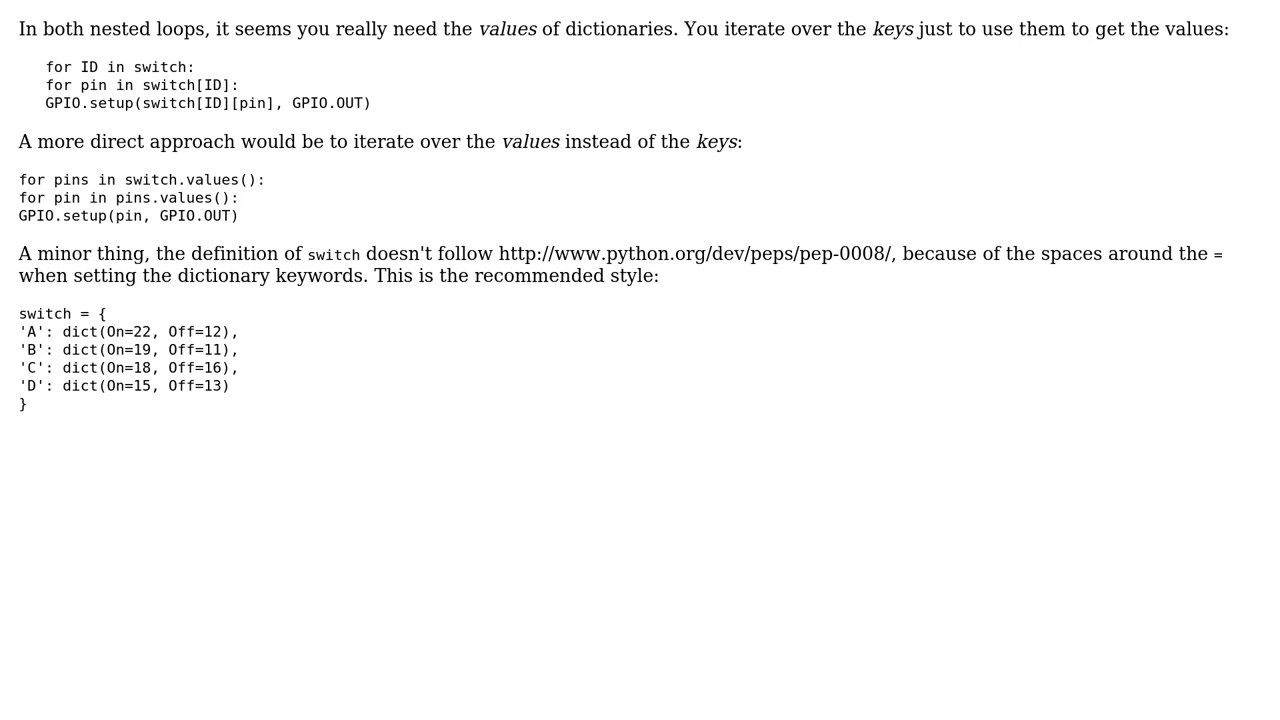 In both nested loops, it seems you really need the values of dictionaries. You iterate over the keys just to use them to get the values:
for ID in switch:
for pin in switch[ID]:
GPIO.setup(switch[ID][pin], GPIO.OUT)
A more direct approach would be to iterate over the values instead of the keys:
for pins in switch.values():
for pin in pins.values():
GPIO.setup(pin, GPIO.OUT)
A minor thing, the definition of switch doesn't follow http://www.python.org/dev/peps/pep-0008/, because of the spaces around the =
when setting the dictionary keywords. This is the recommended style:
switch = {
'A': dict(On=22, Off=12),
'B': dict(On=19, Off=11),
'C': dict(On=18, Off=16),
'D': dict(On=15, Off=13)
}